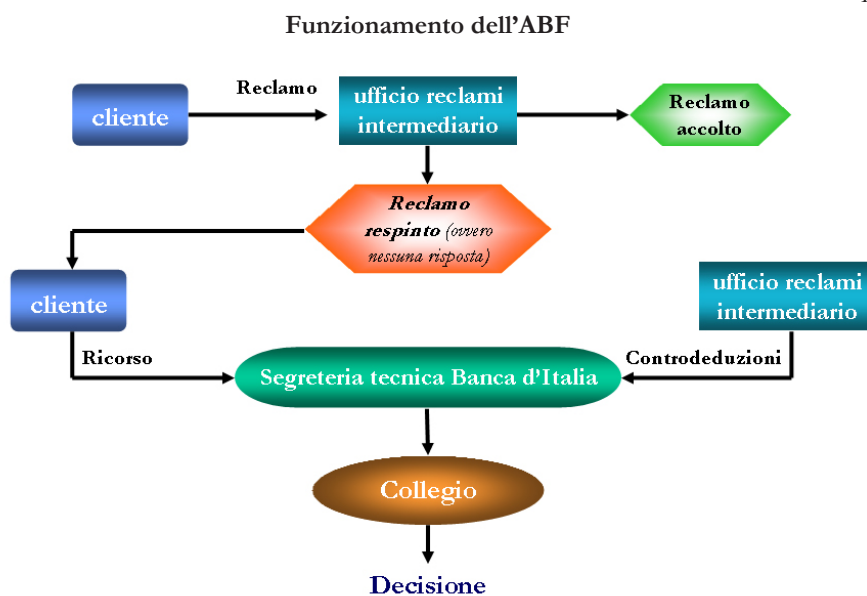 Funzionamento dell'ABF
cliente
Reclamo
ufficio reclami
intermediario
Reclamo
accolto
Reclamo
respinto (ovvero
nessuna risposta)
cliente
ufficio reclami
intermediario
Ricorso
Segreteria tecnica Banca d'Italia
Controdeduzioni
Collegio
Decisione